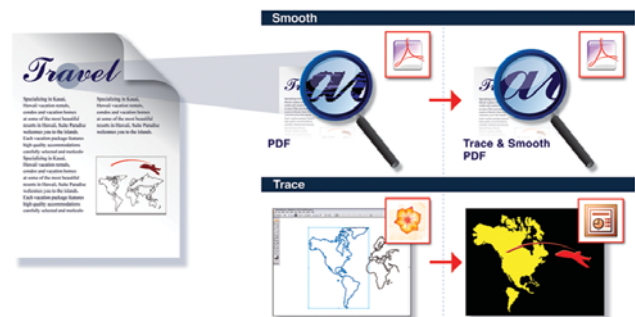 Travel
Specializing in Kauai,
Hawaii vacation rentals,
condos and vacation homes
at some of the most beautiful
resorts in Hawaii, Suite Paradise
welcomes you to the islands.
Each vacation package features
high quality accommodations
carefully selected and meticulo
Specializing in Kauai,
Hawaii vacation rentals,
condos and vacation homes
at some of the most beautiful
resorts in Hawaii, Suite Paradise
welcomes you to the islands.
Each vacation package features
high quality accommodations
carefully selected and meticulo
Specializing in Kauai,
Hawaii vacation rentals,
condos and vacation homes
at some of the most beautiful
resorts in Hawaii, Suite Paradise
welcomes you to the islands.
Smooth
PDF
Trace & Smooth
PDF
Trace